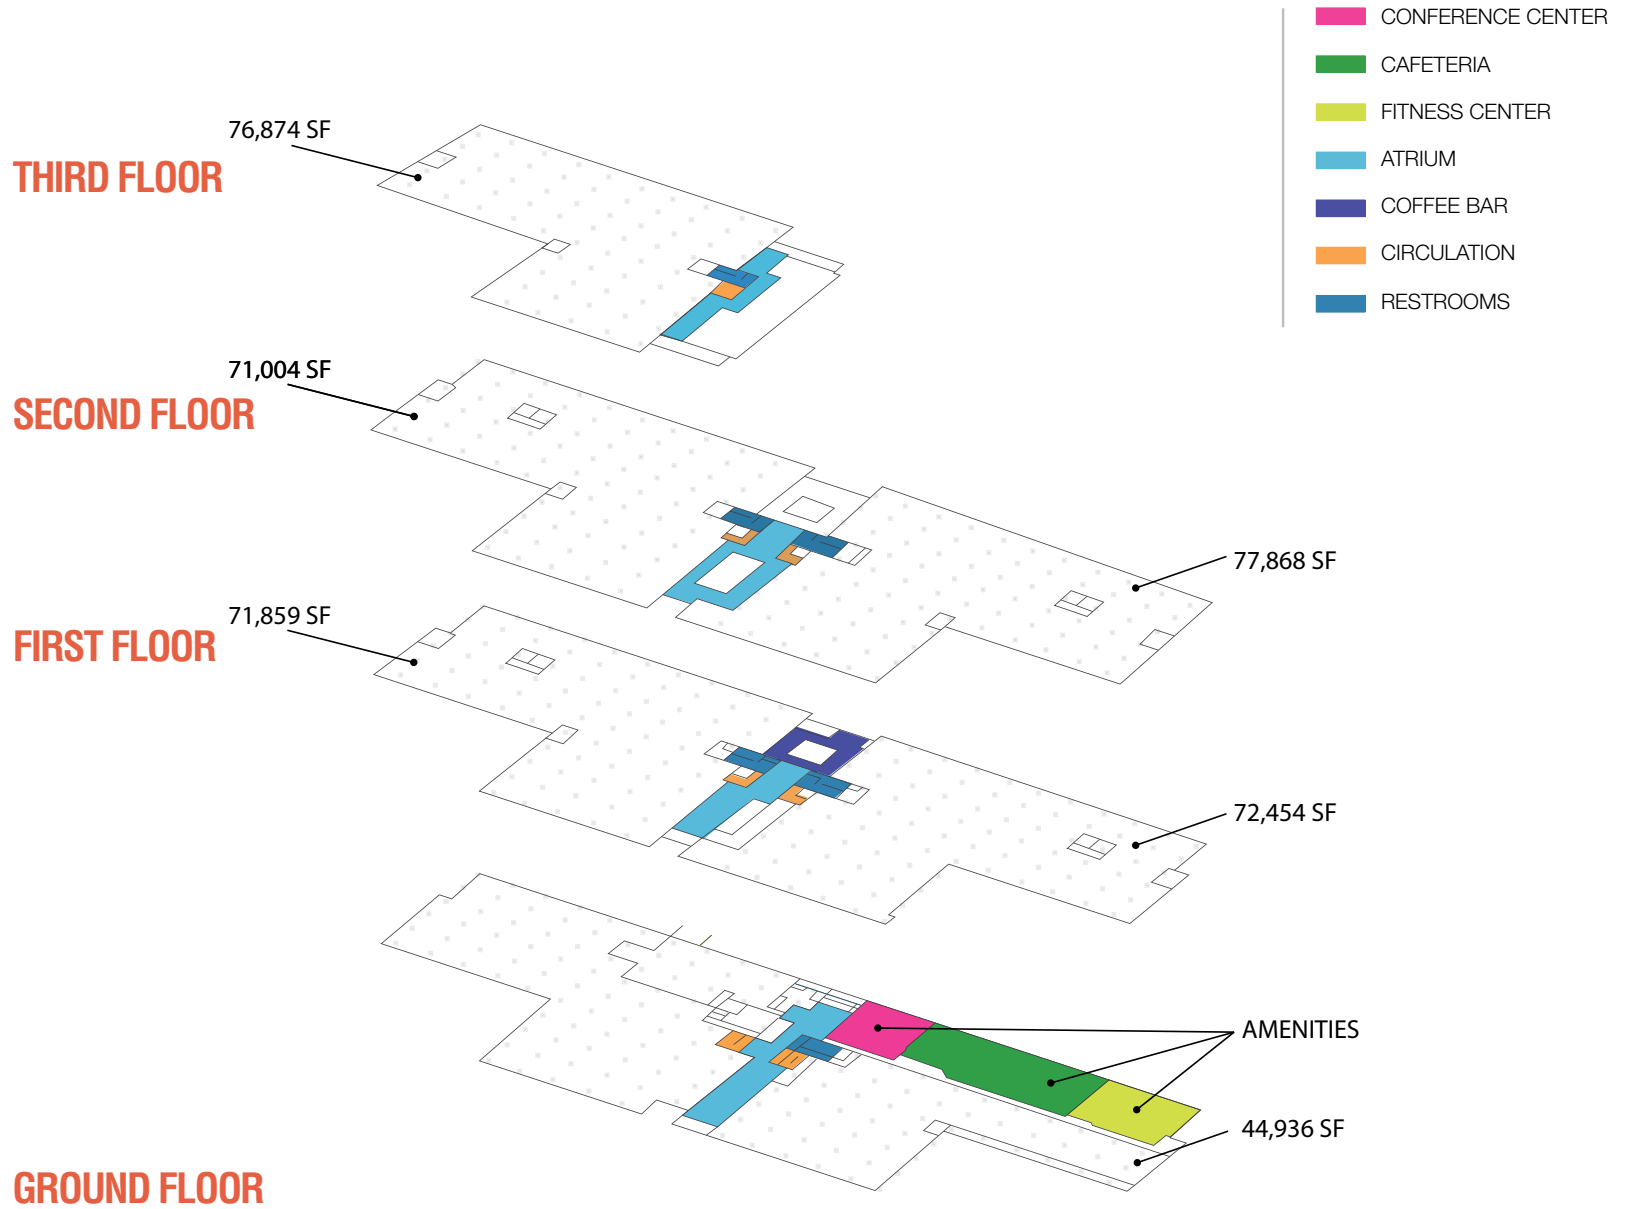 CONFERENCE CENTER
CAFETERIA
FITNESS CENTER
ATRIUM
COFFEE BAR
CIRCULATION
RESTROOMS
76,874 SF
THIRD FLOOR
71,004 SF
SECOND FLOOR
77,868 SF
71,859 SF
FIRST FLOOR
72,454 SF
AMENITIES
44,936 SF
GROUND FLOOR